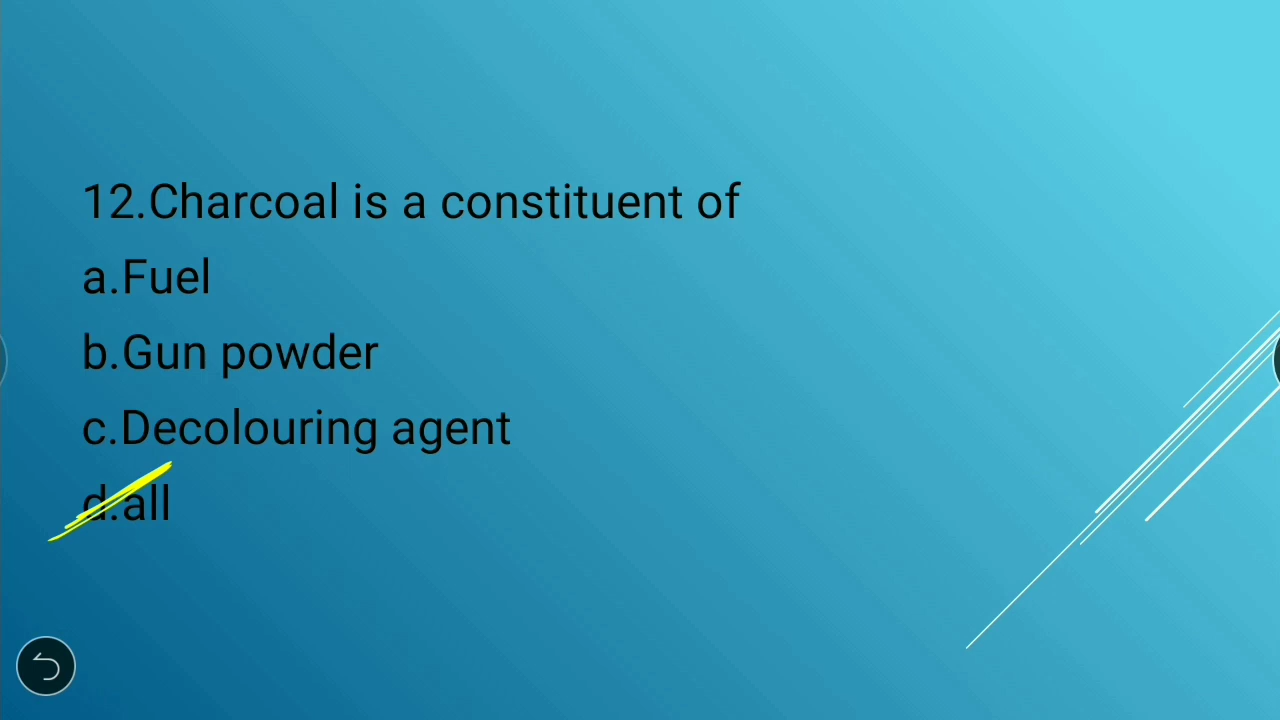 12.Charcoal is a constituent of
a.Fuel
b.Gun powder
c.Decolouring agent
d.all